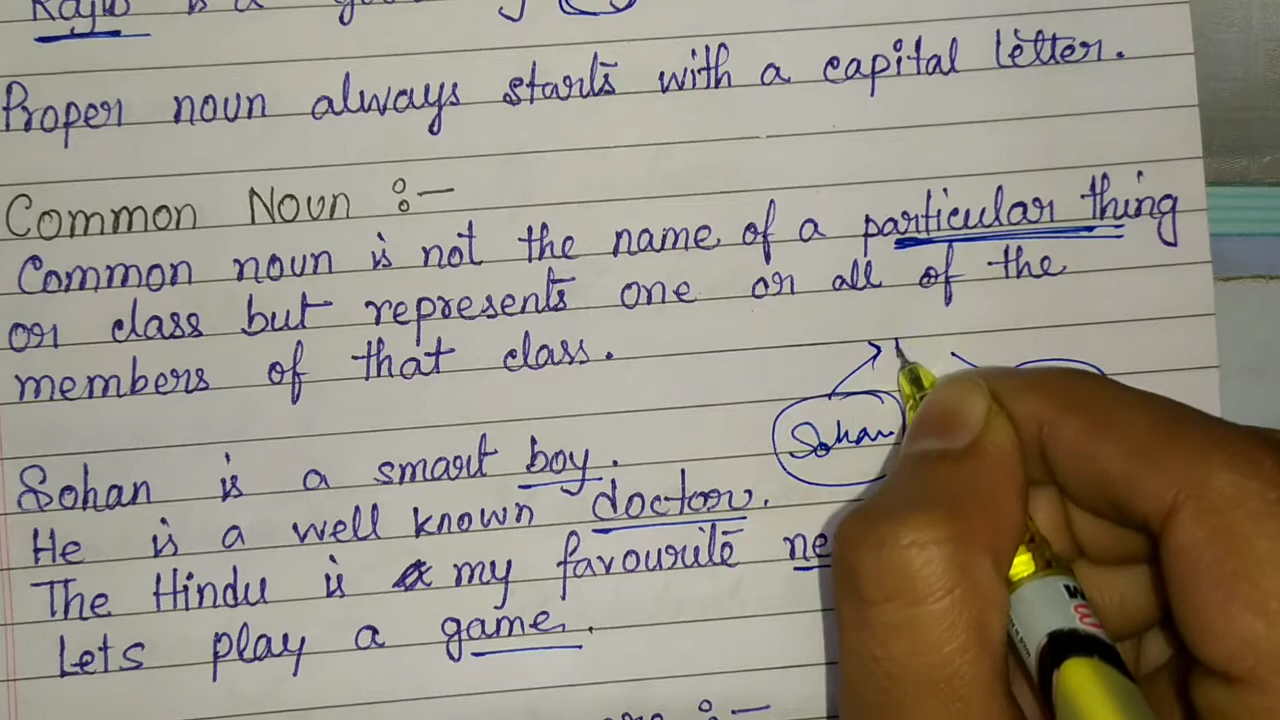 Raju is a
Proper noun always starts with a capital letter.
Common Noun :-
Common noun is not the name of a particular thing
or class but represents one or all of the
members of that class.
Sohan
Sohan is a smart boy.
He is a well known doctor.
The Hindu is my favourite ne
Lets play a game.